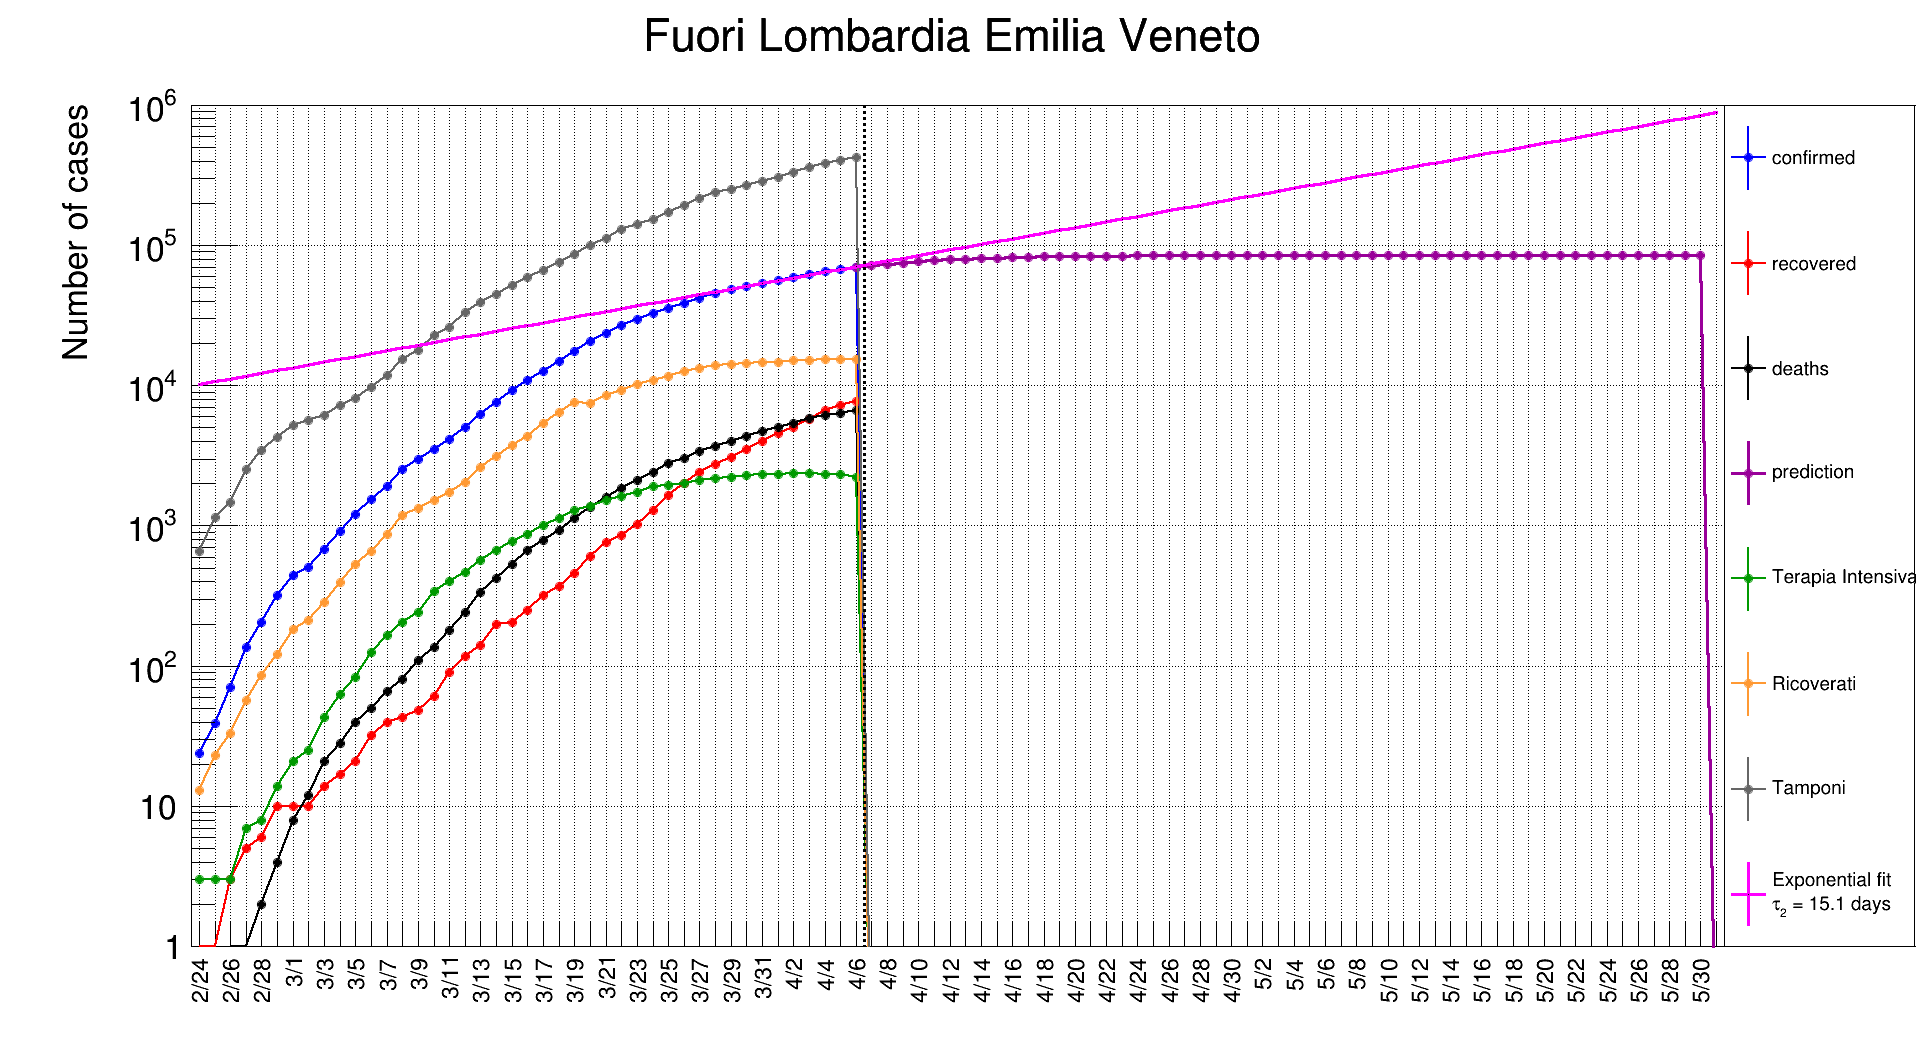 Fuori Lombardia Emilia Veneto
Number of cases
10^6
10^5
10^4
10^3
10^2
10
1
2/24 2/26 2/28 3/1 3/3 3/5 3/7 3/9 3/11 3/13 3/15 3/17 3/19 3/21 3/23 3/25 3/27 3/29 3/31 4/2 4/4 4/6 4/8 4/10 4/12 4/14 4/16 4/18 4/20 4/22 4/24 4/26 4/28 4/30 5/2 5/4 5/6 5/8 5/10 5/12 5/14 5/16 5/18 5/20 5/22 5/24 5/26 5/28 5/30
confirmed
recovered
deaths
prediction
Terapia Intensiva
Ricoverati
Tamponi
Exponential fit
τ₂ = 15.1 days